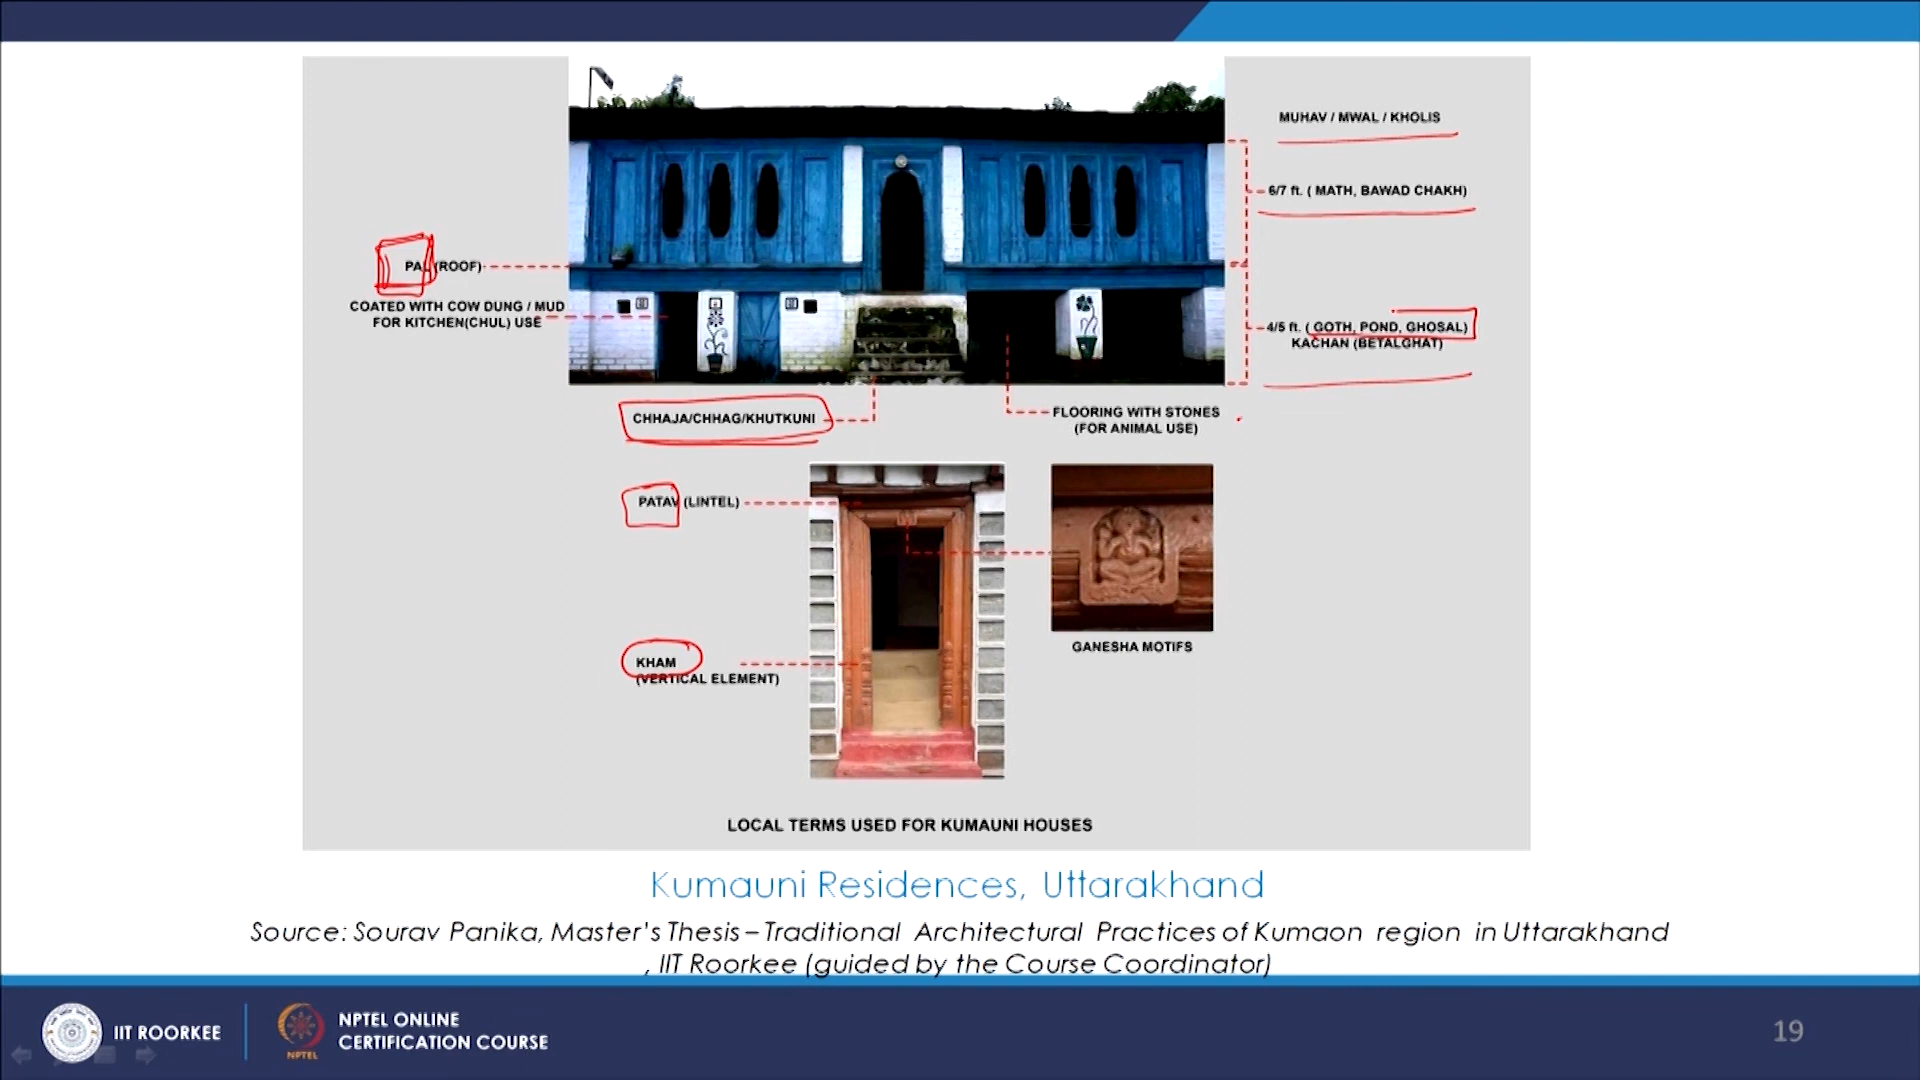 MUHAV / MWAL / KHOLIS
6/7 ft. ( MATH, BAWAD CHAKH)
PAL (ROOF)
COATED WITH COW DUNG / MUD
FOR KITCHEN(CHUL) USE
4/5 ft. ( GOTH, POND, GHOSAL)
KACHAN (BETALGHAT)
CHHAJA/CHHAG/KHUTKUNI
FLOORING WITH STONES
(FOR ANIMAL USE)
PATAV (LINTEL)
KHAM
(VERTICAL ELEMENT)
GANESHA MOTIFS
LOCAL TERMS USED FOR KUMAUNI HOUSES
Kumauni Residences, Uttarakhand
Source: Sourav Panika, Master's Thesis – Traditional Architectural Practices of Kumaon region in Uttarakhand
, IIT Roorkee (guided by the Course Coordinator)
IIT ROORKEE
NPTEL
NPTEL ONLINE
CERTIFICATION COURSE
19